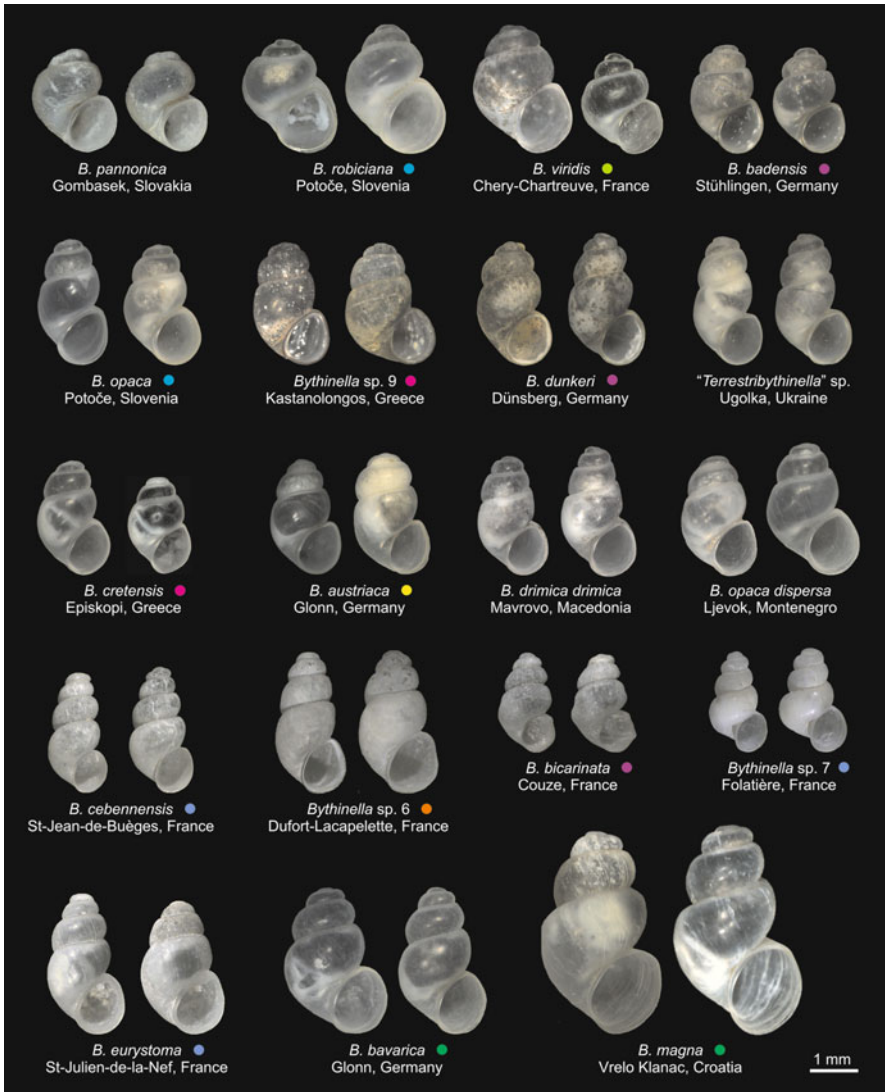 B. pannonica
Gombasek, Slovakia
B. robiciana
Potoče, Slovenia
B. viridis
Chery-Chartreuve, France
B. badensis
Stühlingen, Germany
B. opaca
Potoče, Slovenia
Bythinella sp. 9
Kastanolongos, Greece
B. dunkeri
Dünsberg, Germany
"Terrestribythinella" sp.
Ugolka, Ukraine
B. cretensis
Episkopi, Greece
B. austriaca
Glonn, Germany
B. drimica drimica
Mavrovo, Macedonia
B. opaca dispersa
Ljevok, Montenegro
B. cebennensis
St-Jean-de-Buèges, France
Bythinella sp. 6
Dufort-Lacapelette, France
B. bicarinata
Couze, France
Bythinella sp. 7
Folatière, France
B. eurystoma
St-Julien-de-la-Nef, France
B. bavarica
Glonn, Germany
B. magna
Vrelo Klanac, Croatia
1 mm